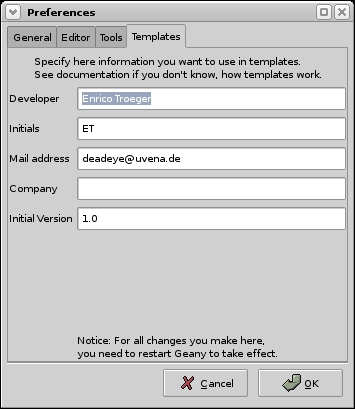 Preferences
General Editor Tools Templates
Specify here information you want to use in templates.
See documentation if you don't know, how templates work.
Developer Enrico Troeger
Initials ET
Mail address deadeye@uvena.de
Company
Initial Version 1.0
Notice: For all changes you make here,
you need to restart Geany to take effect.
Cancel OK